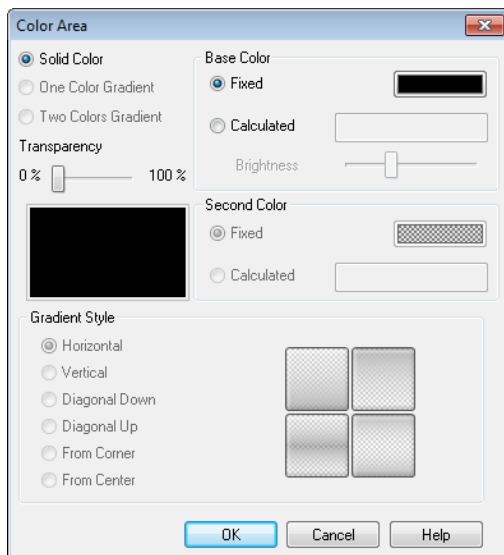 Color Area
Solid Color
One Color Gradient
Two Colors Gradient
Transparency
0 % 100 %
Base Color
Fixed
Calculated
Brightness
Second Color
Fixed
Calculated
Gradient Style
Horizontal
Vertical
Diagonal Down
Diagonal Up
From Corner
From Center
OK Cancel Help